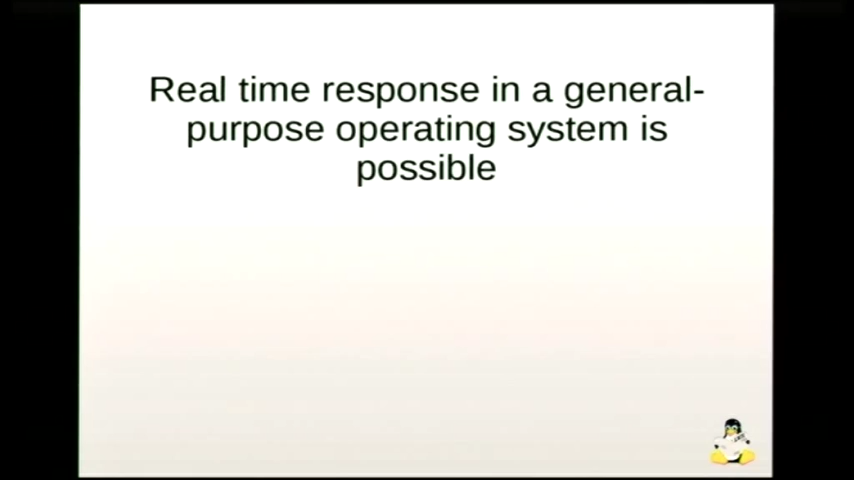 Real time response in a general-
purpose operating system is
possible